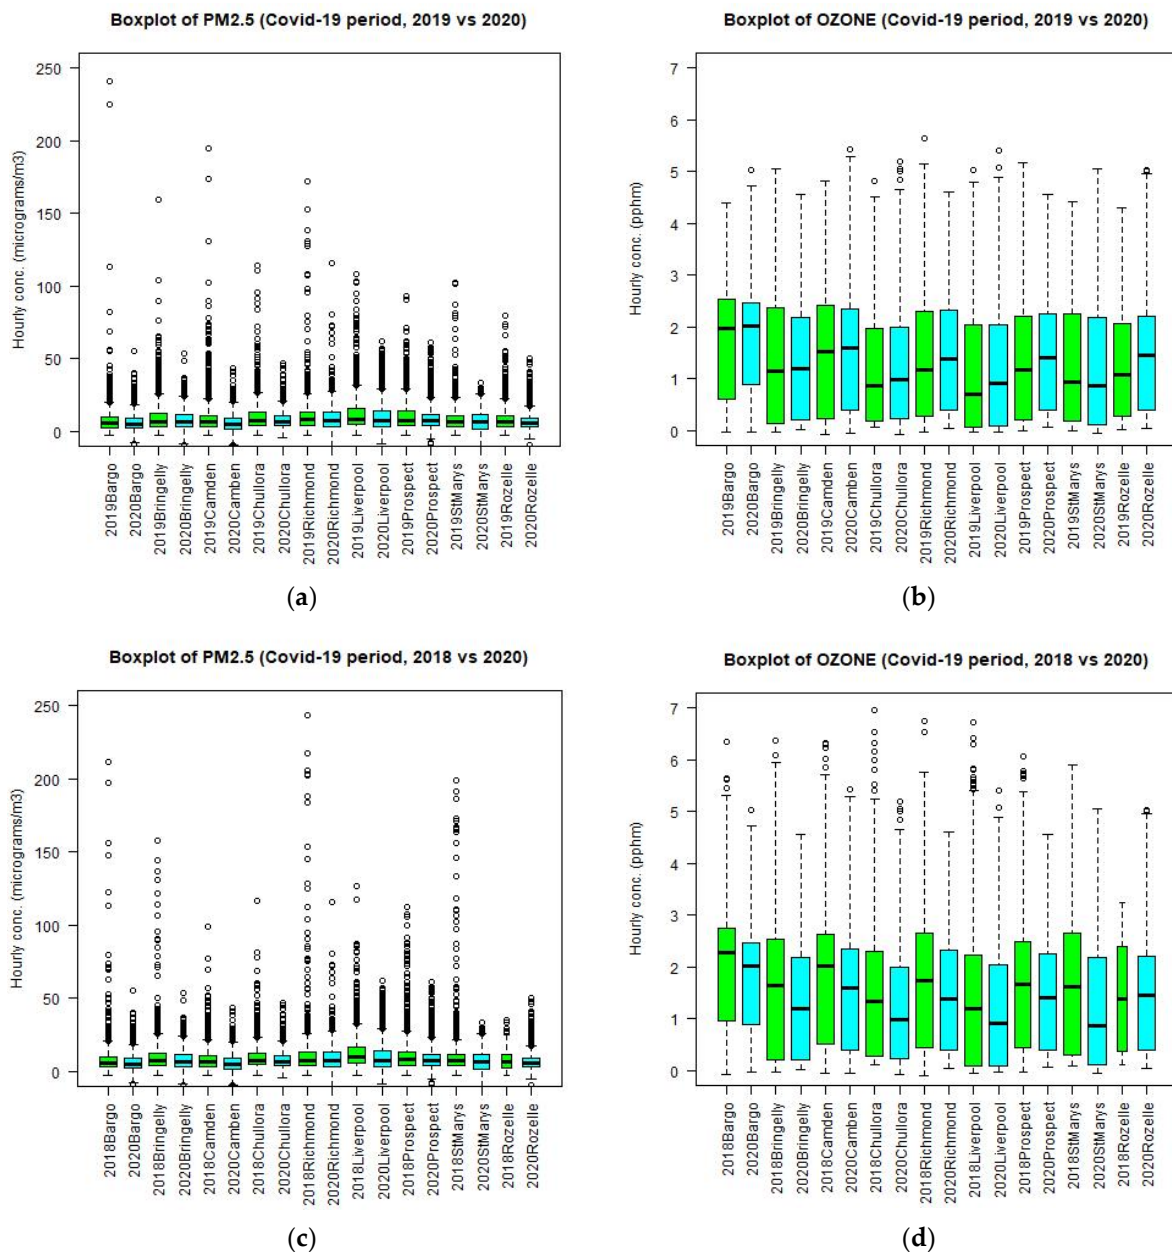 Boxplot of PM2.5 (Covid-19 period, 2019 vs 2020)
Hourly conc. (micrograms/m3)
250
200
150
100
50
0
2019Bargo
2020Bargo
2019Bringelly
2020Bringelly
2019Camden
2020Camben
2019Chullora
2020Chullora
2019Richmond
2020Richmond
2019Liverpool
2020Liverpool
2019Prospect
2020Prospect
2019StMarys
2020StMarys
2019Rozelle
2020Rozelle
(a)
Boxplot of OZONE (Covid-19 period, 2019 vs 2020)
Hourly conc. (pphm)
7
6
5
4
3
2
1
0
2019Bargo
2020Bargo
2019Bringelly
2020Bringelly
2019Camden
2020Camben
2019Chullora
2020Chullora
2019Richmond
2020Richmond
2019Liverpool
2020Liverpool
2019Prospect
2020Prospect
2019StMarys
2020StMarys
2019Rozelle
2020Rozelle
(b)
Boxplot of PM2.5 (Covid-19 period, 2018 vs 2020)
Hourly conc. (micrograms/m3)
250
200
150
100
50
0
2018Bargo
2020Bargo
2018Bringelly
2020Bringelly
2018Camden
2020Camben
2018Chullora
2020Chullora
2018Richmond
2020Richmond
2018Liverpool
2020Liverpool
2018Prospect
2020Prospect
2018StMarys
2020StMarys
2018Rozelle
2020Rozelle
(c)
Boxplot of OZONE (Covid-19 period, 2018 vs 2020)
Hourly conc. (pphm)
7
6
5
4
3
2
1
0
2018Bargo
2020Bargo
2018Bringelly
2020Bringelly
2018Camden
2020Camben
2018Chullora
2020Chullora
2018Richmond
2020Richmond
2018Liverpool
2020Liverpool
2018Prospect
2020Prospect
2018StMarys
2020StMarys
2018Rozelle
2020Rozelle
(d)